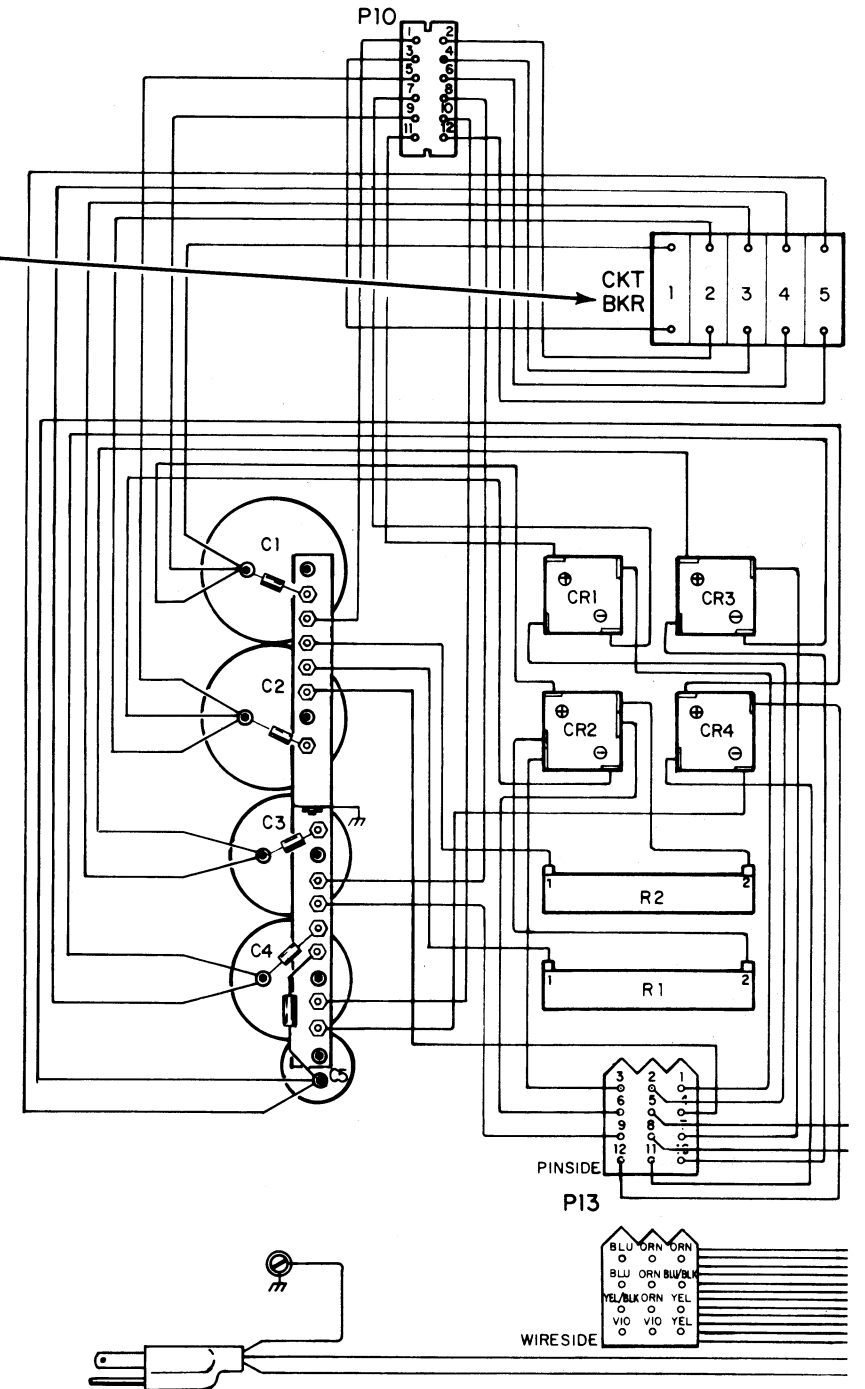 P10
1 2
3 4
5 6
7 8
9 10
11 12
CKT
BKR
1 2 3 4 5
C1
CR1
CR3
C2
CR2
CR4
C3
1 2
R2
C4
1 2
R1
C5
3 2 1
6 5 4
9 8
12 11
PINSIDE
P13
BLU ORN ORN
BLU ORN BLU/BLK
YEL/BLK ORN YEL
VIO VIO YEL
WIRESIDE